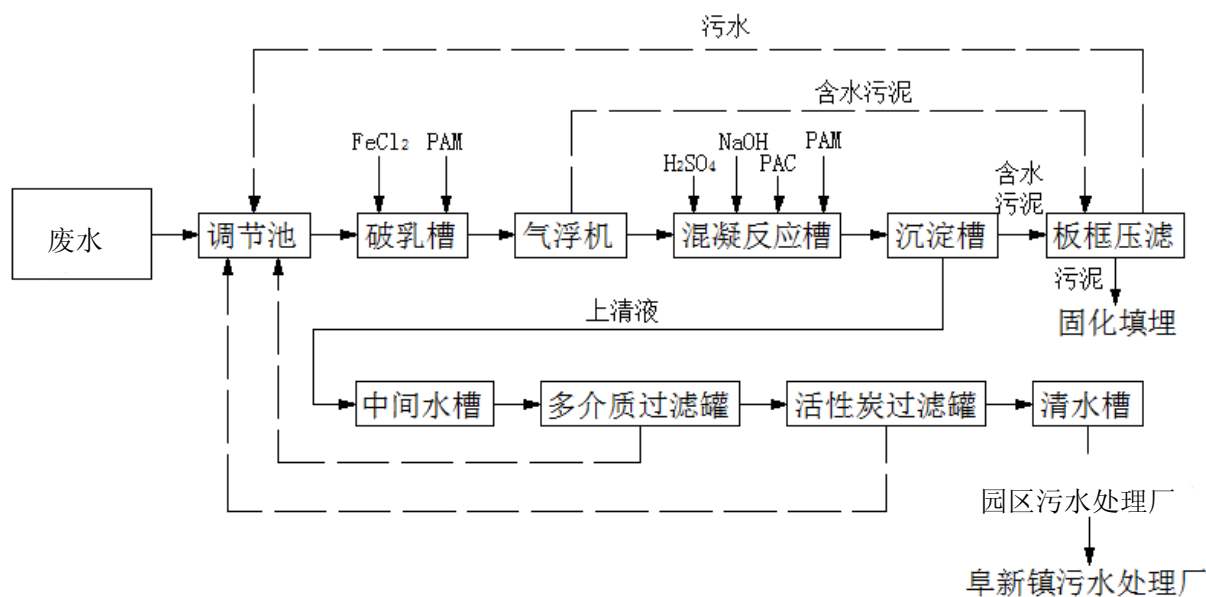 污水
含水污泥
FeCl₂ PAM
NaOH PAM
H₂SO₄ PAC
含水
污泥
废水
调节池
破乳槽
气浮机
混凝反应槽
沉淀槽
板框压滤
污泥
上清液
固化填埋
中间水槽
多介质过滤罐
活性炭过滤罐
清水槽
园区污水处理厂
阜新镇污水处理厂